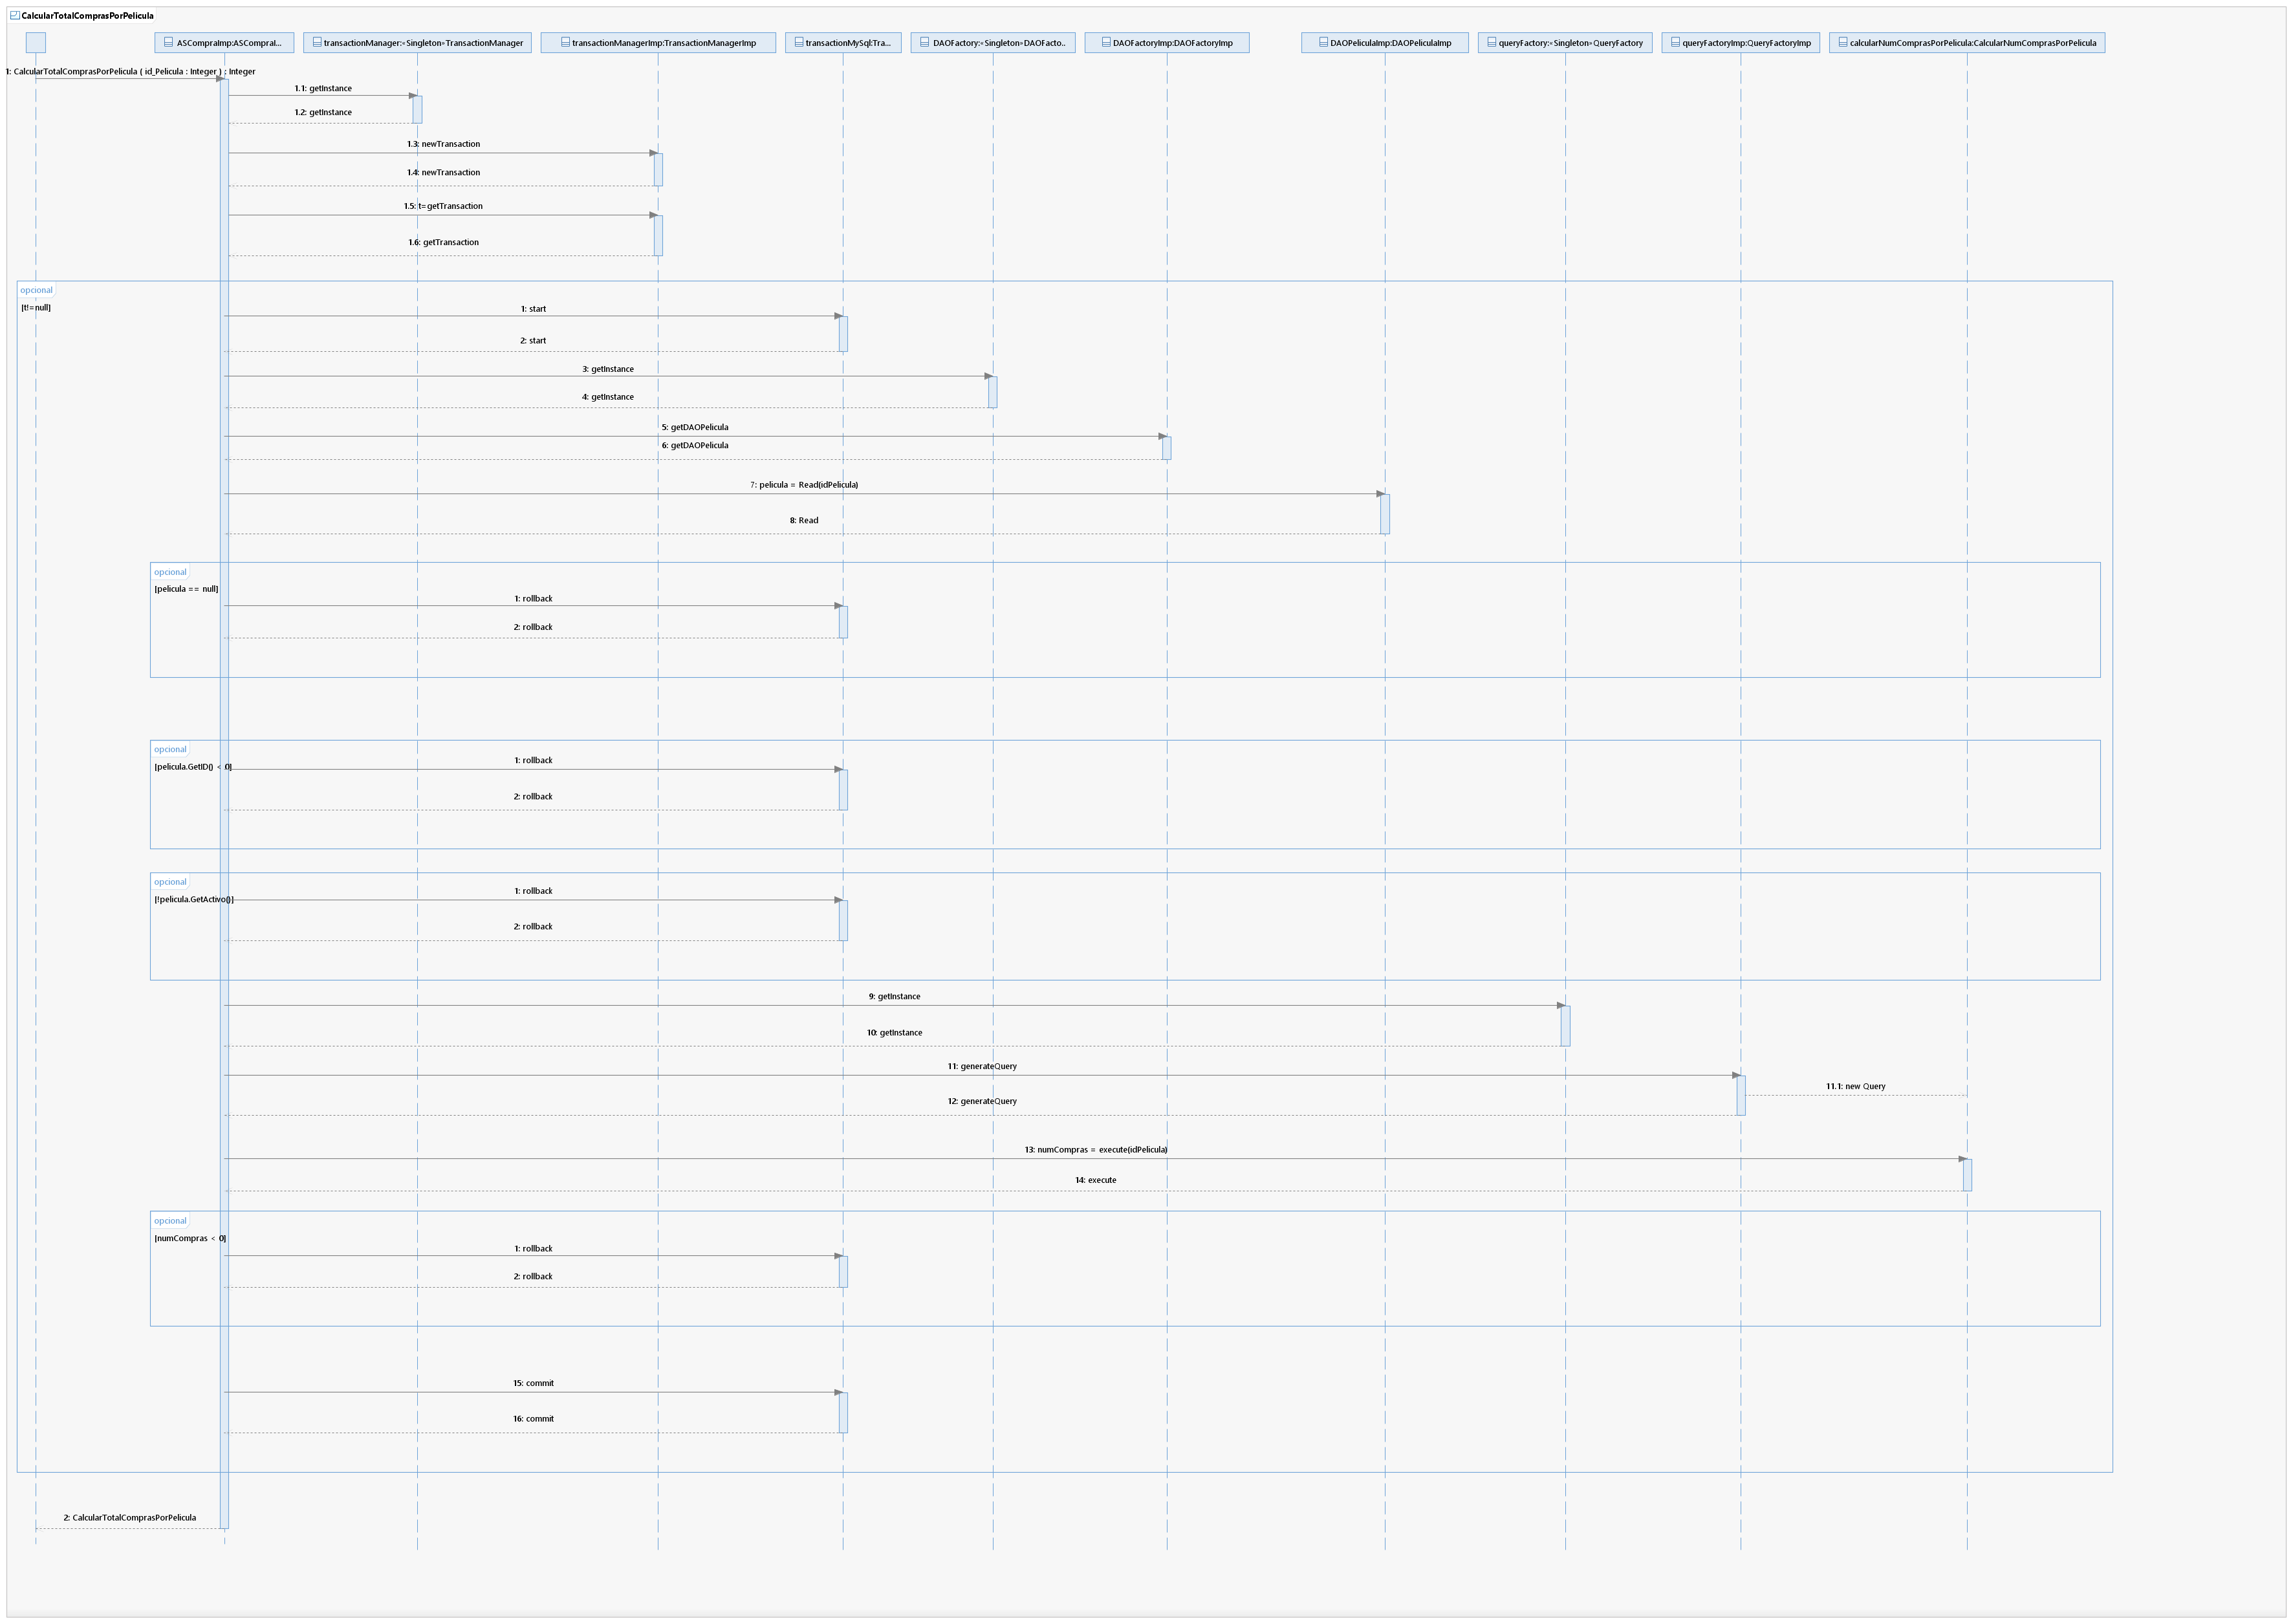 CalcularTotalComprasPorPelicula
ASCompraImp:ASCompraI...
transactionManager:«Singleton»TransactionManager
transactionManagerImp:TransactionManagerImp
transactionMySql:Tra...
DAOFactory:«Singleton»DAOFacto..
DAOFactoryImp:DAOFactoryImp
DAOPeliculaImp:DAOPeliculaImp
queryFactory:«Singleton»QueryFactory
queryFactoryImp:QueryFactoryImp
calcularNumComprasPorPelicula:CalcularNumComprasPorPelicula
1: CalcularTotalComprasPorPelicula ( id_Pelicula : Integer ) : Integer
1.1: getInstance
1.2: getInstance
1.3: newTransaction
1.4: newTransaction
1.5: t=getTransaction
1.6: getTransaction
opcional
[t!=null]
1: start
2: start
3: getInstance
4: getInstance
5: getDAOPelicula
6: getDAOPelicula
7: pelicula = Read(idPelicula)
8: Read
opcional
[pelicula == null]
1: rollback
2: rollback
opcional
[pelicula.GetID() < 0]
1: rollback
2: rollback
opcional
[!pelicula.GetActivo()]
1: rollback
2: rollback
9: getInstance
10: getInstance
11: generateQuery
11.1: new Query
12: generateQuery
13: numCompras = execute(idPelicula)
14: execute
opcional
[numCompras < 0]
1: rollback
2: rollback
15: commit
16: commit
2: CalcularTotalComprasPorPelicula